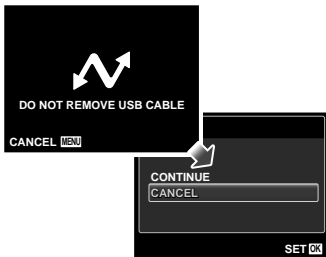 DO NOT REMOVE USB CABLE
CANCEL MENU
CONTINUE
CANCEL
SET OK